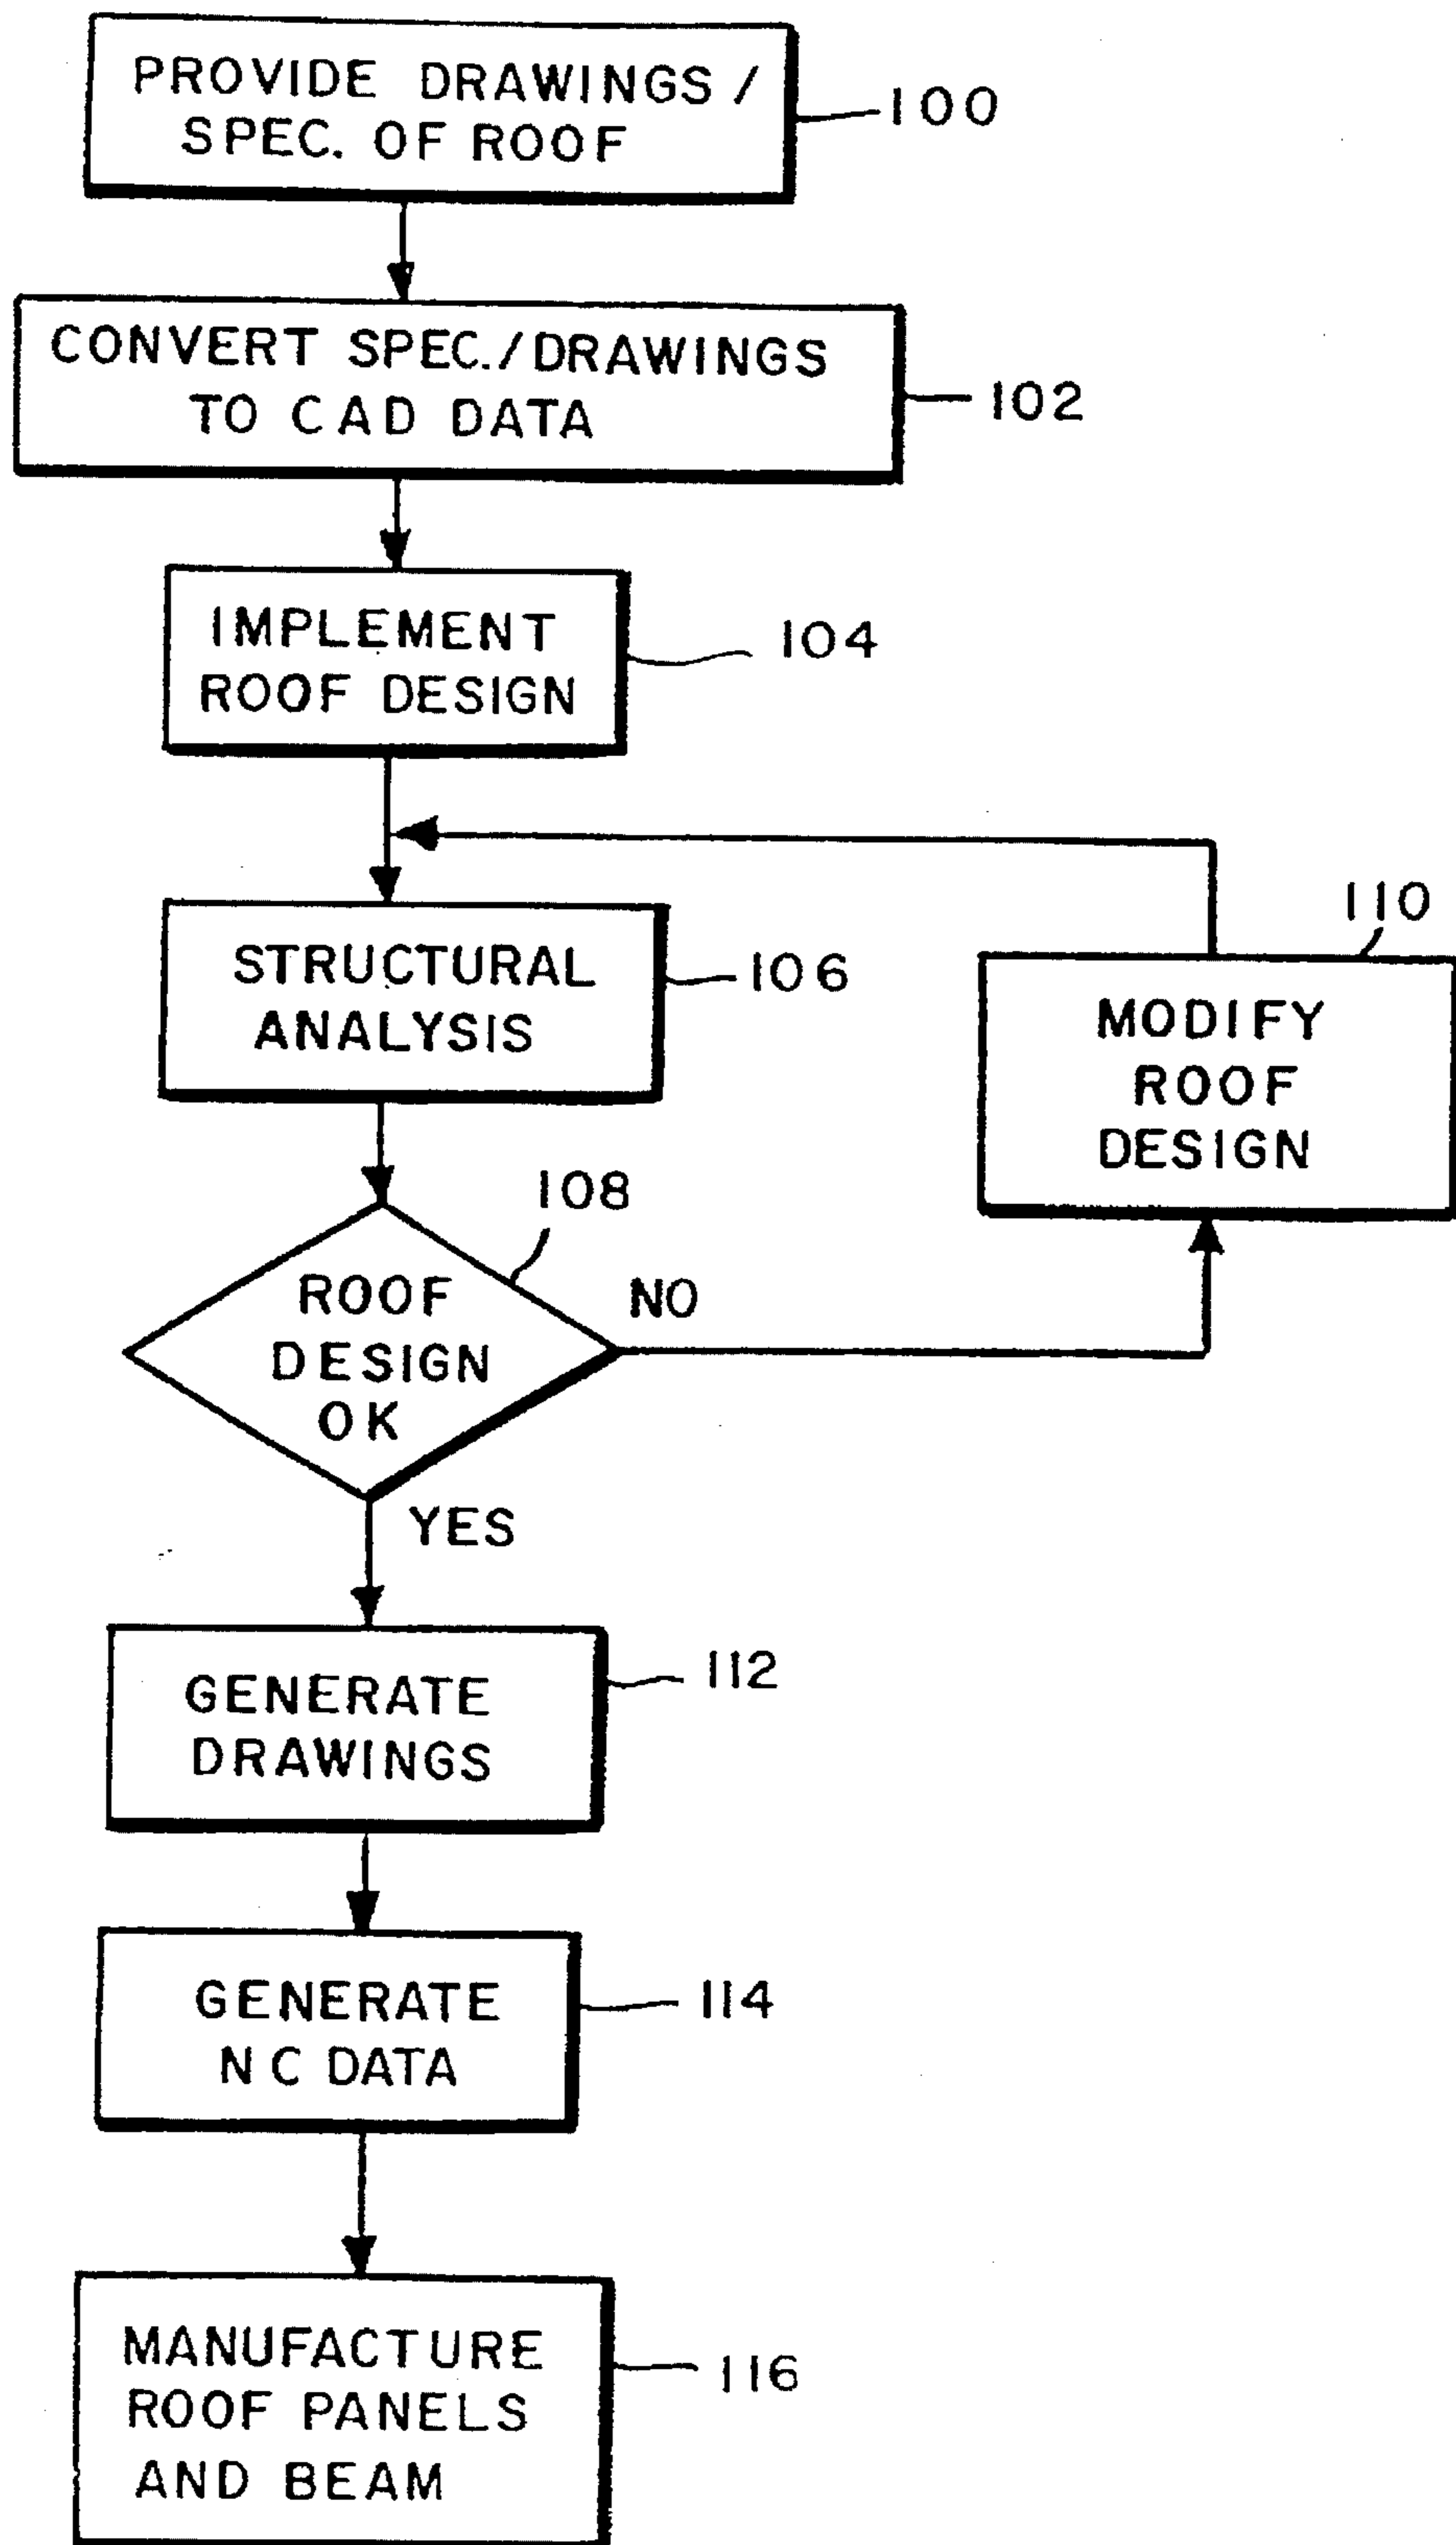 PROVIDE DRAWINGS /
SPEC. OF ROOF
100
CONVERT SPEC./DRAWINGS
TO CAD DATA
102
IMPLEMENT
ROOF DESIGN
104
STRUCTURAL
ANALYSIS
106
110
MODIFY
ROOF
DESIGN
108
ROOF
DESIGN
OK
NO
YES
GENERATE
DRAWINGS
112
GENERATE
NC DATA
114
MANUFACTURE
ROOF PANELS
AND BEAM
116